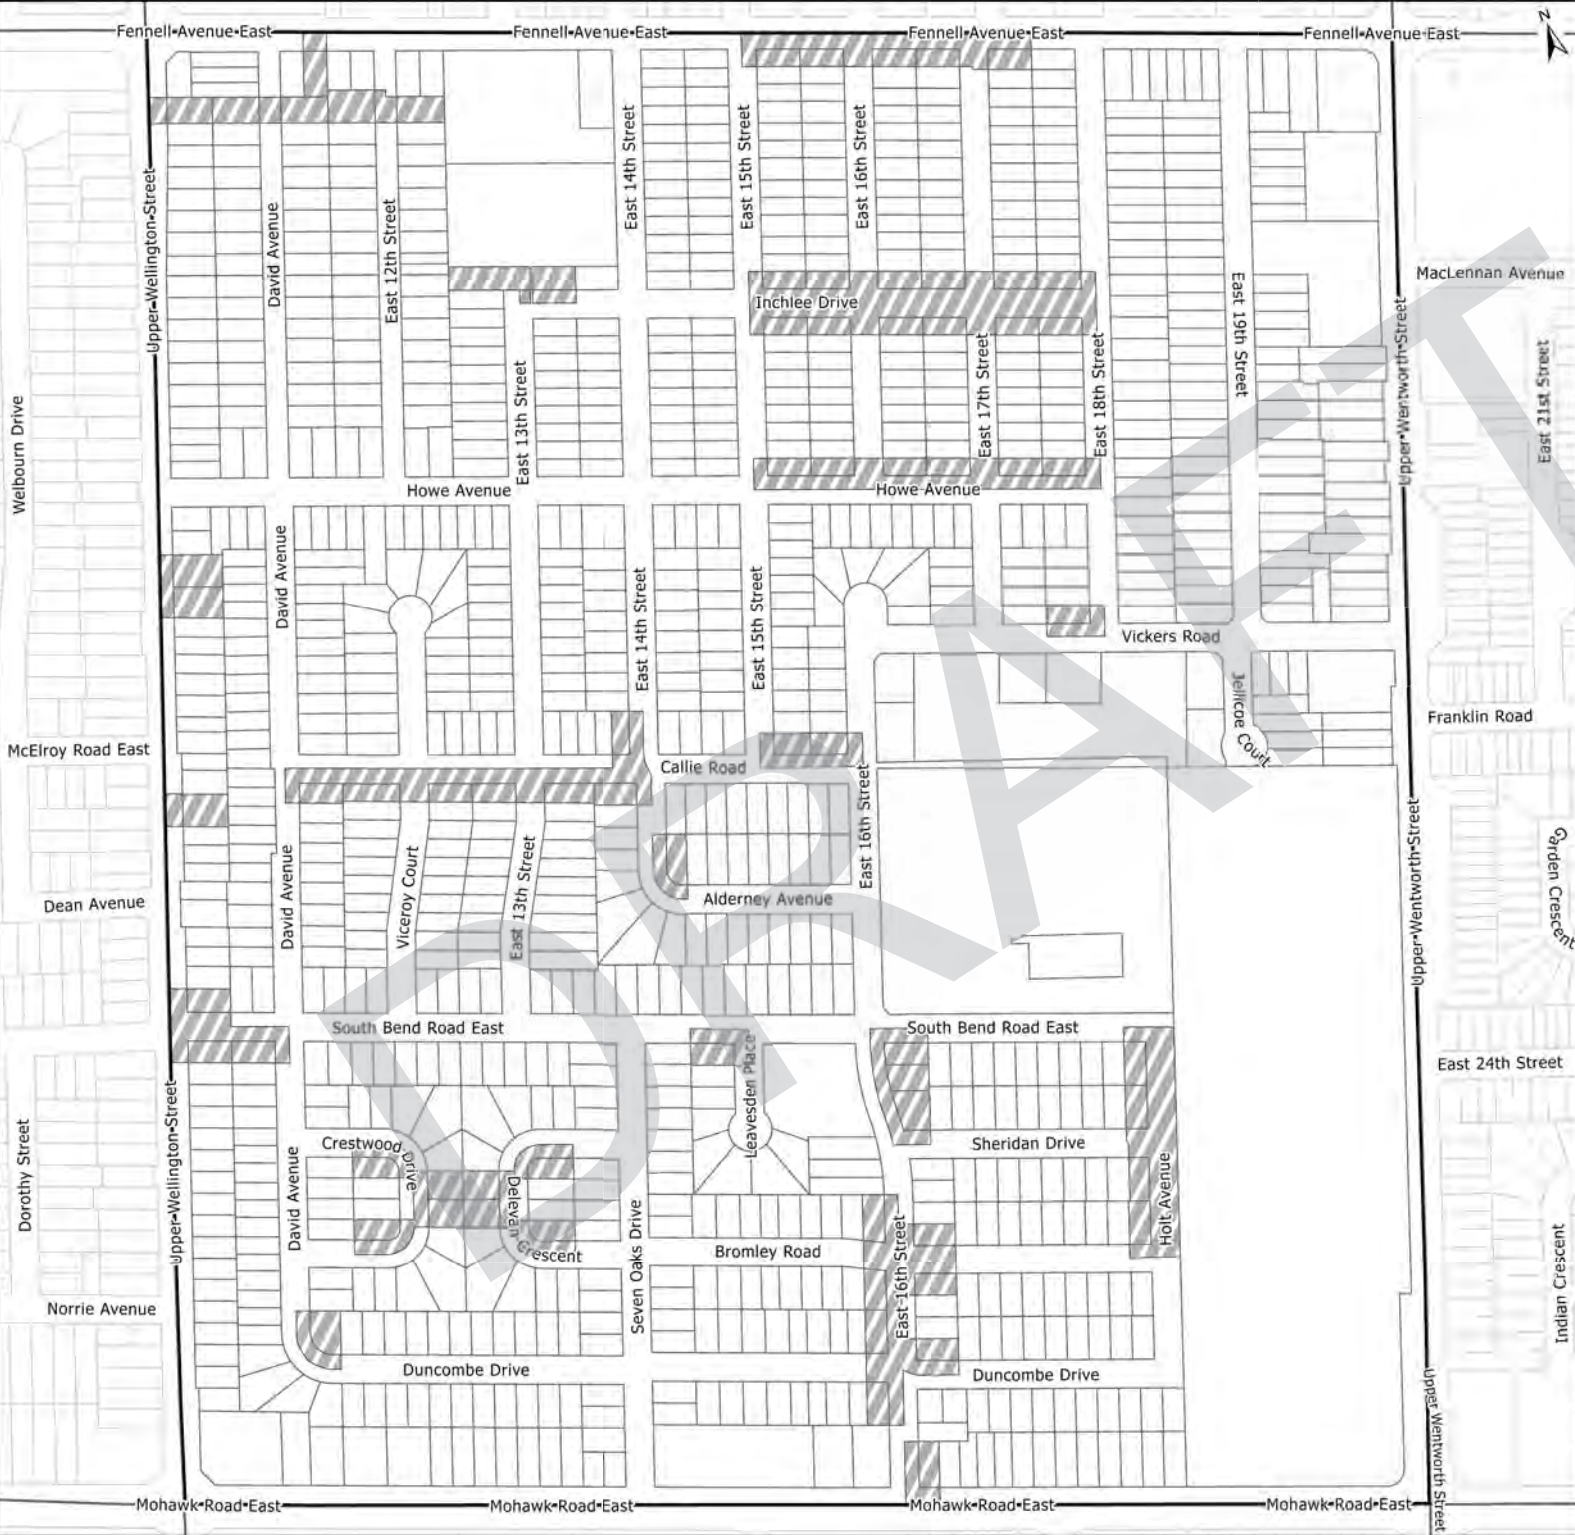 Fennell Avenue East
Fennell Avenue East
Fennell Avenue East
Fennell Avenue East
N
Upper Wellington Street
David Avenue
East 12th Street
East 14th Street
East 15th Street
East 16th Street
MacLennan Avenue
Inchlee Drive
East 19th Street
Upper Wentworth Street
Welbourn Drive
East 13th Street
East 17th Street
East 18th Street
East 21st Street
Howe Avenue
Howe Avenue
David Avenue
East 14th Street
East 15th Street
Vickers Road
Jellicoe Court
Franklin Road
McElroy Road East
Callie Road
East 16th Street
David Avenue
Viceroy Court
East 13th Street
Upper Wentworth Street
Garden Crescent
Dean Avenue
Alderney Avenue
South Bend Road East
South Bend Road East
Leavesden Place
East 24th Street
Upper Wellington Street
Dorothy Street
Crestwood Drive
Sheridan Drive
David Avenue
Delevan Crescent
Seven Oaks Drive
Holt Avenue
Bromley Road
East 16th Street
Indian Crescent
Norrie Avenue
Duncombe Drive
Duncombe Drive
Upper Wentworth Street
Mohawk Road East
Mohawk Road East
Mohawk Road East
Mohawk Road East
DRAFT